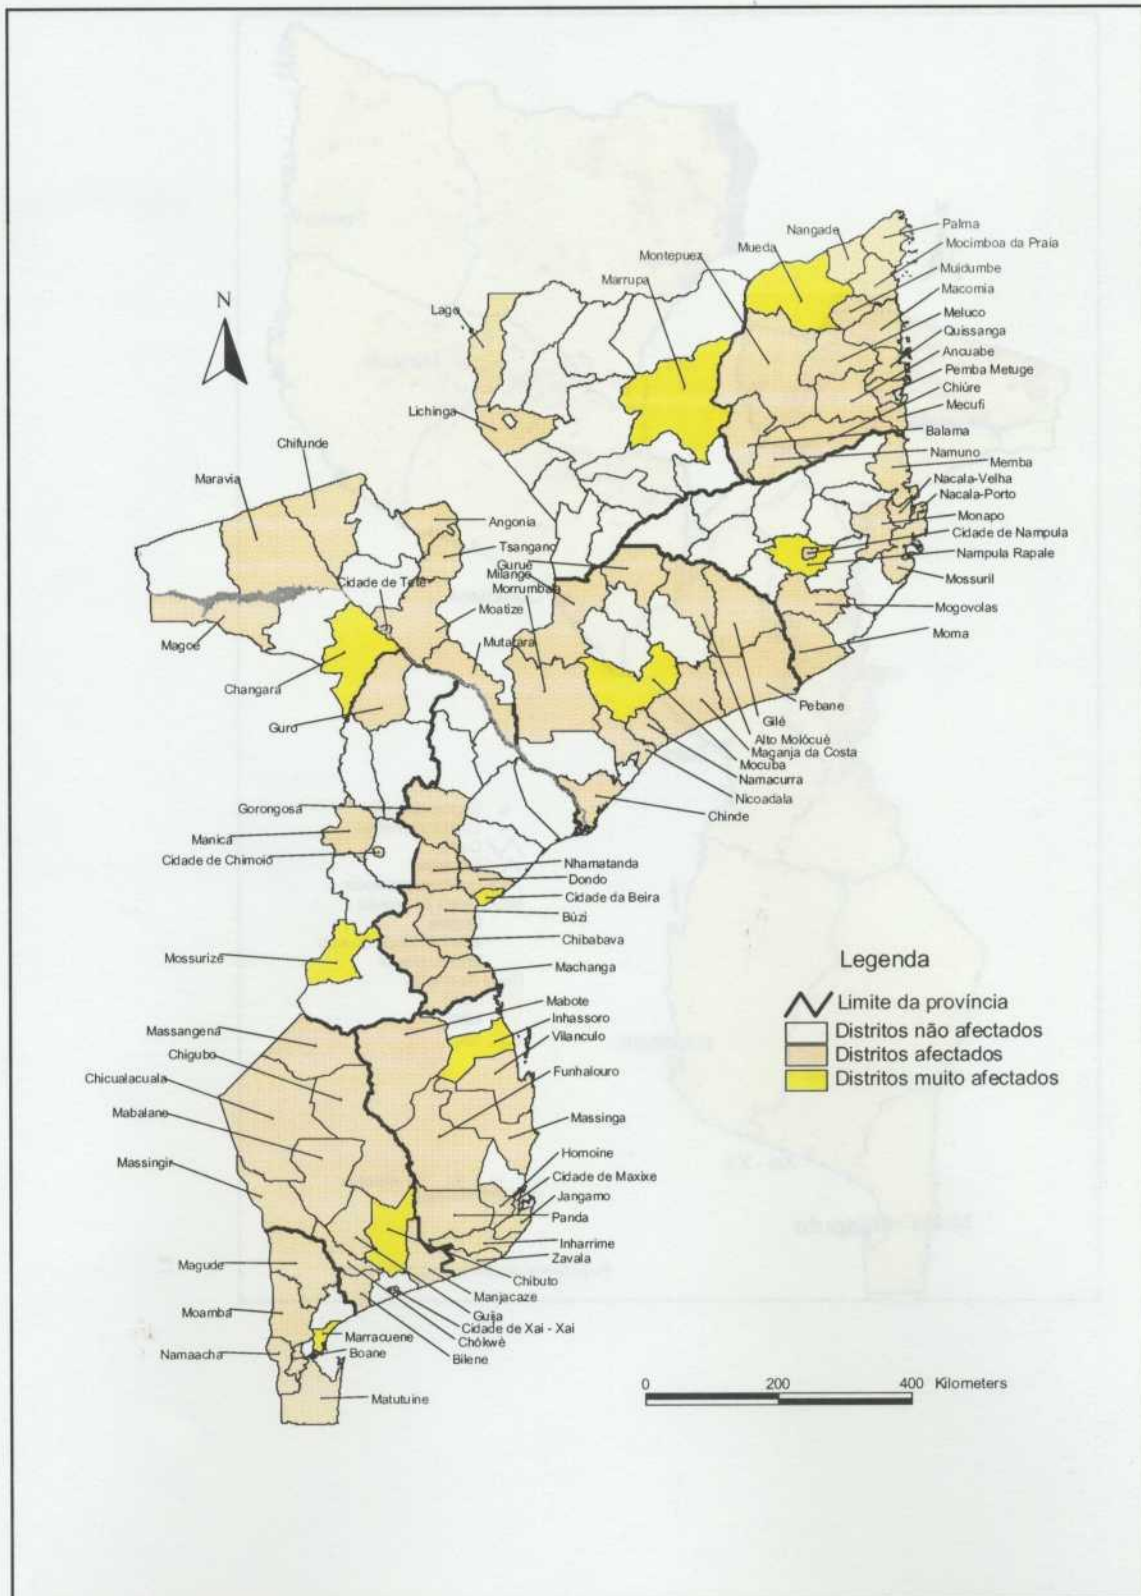 Palma
Nangade
Mocimboa da Praia
Mueda
Montepuez
Muidumbe
Marrupa
Macomia
N
Meluco
Lago
Quissanga
Ancuabe
Pemba Metuge
Chiúre
Lichinga
Mecufi
Balama
Chifunde
Namuno
Memba
Maravia
Nacala-Velha
Nacala-Porto
Monapo
Angonia
Cidade de Nampula
Tsangano
Nampula Rapale
Gurué
Milange
Mossuril
Cidade de Tete
Morrumbala
Mogovolas
Moatize
Moma
Mutarara
Magoe
Changara
Pebane
Guro
Gilé
Alto Molócuè
Maganja da Costa
Mocuba
Namacurra
Nicoadala
Gorongosa
Chinde
Manica
Cidade de Chimoio
Nhamatanda
Dondo
Cidade da Beira
Búzi
Chibabava
Mossurize
Machanga
Legenda
Mabote
Limite da província
Inhassoro
Distritos não afectados
Massangena
Vilanculo
Distritos afectados
Chigubo
Funhalouro
Distritos muito afectados
Chicualacuala
Mabalane
Massinga
Homoine
Massingir
Cidade de Maxixe
Jangamo
Panda
Inharrime
Magude
Zavala
Chibuto
Manjacaze
Moamba
Guija
Cidade de Xai - Xai
Marracuene
Chókwè
Namaacha
Boane
Bilene
0 200 400 Kilometers
Matutuine